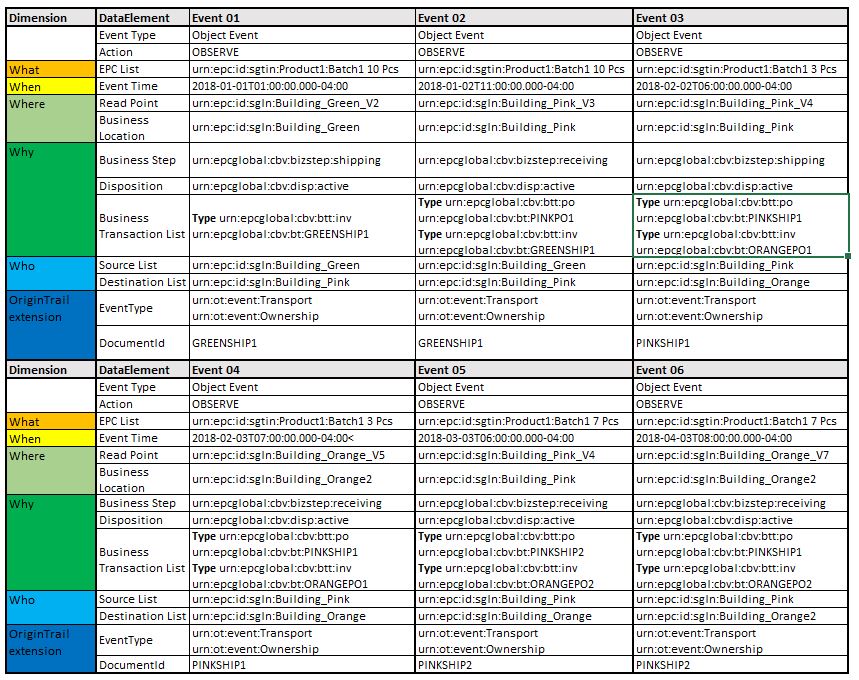 Dimension DataElement Event 01 Event 02 Event 03
Event Type Object Event Object Event Object Event
Action OBSERVE OBSERVE OBSERVE
What EPC List urn:epc:id:sgtin:Product1:Batch1 10 Pcs urn:epc:id:sgtin:Product1:Batch1 10 Pcs urn:epc:id:sgtin:Product1:Batch1 3 Pcs
When Event Time 2018-01-01T01:00:00.000-04:00 2018-01-02T11:00:00.000-04:00 2018-02-02T06:00:00.000-04:00
Where Read Point urn:epc:id:sgln:Building_Green_V2 urn:epc:id:sgln:Building_Pink_V3 urn:epc:id:sgln:Building_Pink_V4
Business
Location urn:epc:id:sgln:Building_Green urn:epc:id:sgln:Building_Pink urn:epc:id:sgln:Building_Pink
Why
Business Step urn:epcglobal:cbv:bizstep:shipping urn:epcglobal:cbv:bizstep:receiving urn:epcglobal:cbv:bizstep:shipping
Disposition urn:epcglobal:cbv:disp:active urn:epcglobal:cbv:disp:active urn:epcglobal:cbv:disp:active
Type urn:epcglobal:cbv:btt:po Type urn:epcglobal:cbv:btt:po
Business Type urn:epcglobal:cbv:btt:inv urn:epcglobal:cbv:bt:PINKPO1 urn:epcglobal:cbv:bt:PINKSHIP1
Transaction List urn:epcglobal:cbv:bt:GREENSHIP1 Type urn:epcglobal:cbv:btt:inv Type urn:epcglobal:cbv:btt:inv
urn:epcglobal:cbv:bt:GREENSHIP1 urn:epcglobal:cbv:bt:ORANGEPO1
Who Source List urn:epc:id:sgln:Building_Green urn:epc:id:sgln:Building_Green urn:epc:id:sgln:Building_Pink
Destination List urn:epc:id:sgln:Building_Pink urn:epc:id:sgln:Building_Pink urn:epc:id:sgln:Building_Orange
OriginTrail urn:ot:event:Transport urn:ot:event:Transport urn:ot:event:Transport
extension EventType urn:ot:event:Ownership urn:ot:event:Ownership urn:ot:event:Ownership
DocumentId GREENSHIP1 GREENSHIP1 PINKSHIP1
Dimension DataElement Event 04 Event 05 Event 06
Event Type Object Event Object Event Object Event
Action OBSERVE OBSERVE OBSERVE
What EPC List urn:epc:id:sgtin:Product1:Batch1 3 Pcs urn:epc:id:sgtin:Product1:Batch1 7 Pcs urn:epc:id:sgtin:Product1:Batch1 7 Pcs
When Event Time 2018-02-03T07:00:00.000-04:00< 2018-03-03T06:00:00.000-04:00 2018-04-03T08:00:00.000-04:00
Where Read Point urn:epc:id:sgln:Building_Orange_V5 urn:epc:id:sgln:Building_Pink_V4 urn:epc:id:sgln:Building_Orange_V7
Business
Location urn:epc:id:sgln:Building_Orange2 urn:epc:id:sgln:Building_Pink urn:epc:id:sgln:Building_Orange2
Why Business Step urn:epcglobal:cbv:bizstep:receiving urn:epcglobal:cbv:bizstep:receiving urn:epcglobal:cbv:bizstep:receiving
Disposition urn:epcglobal:cbv:disp:active urn:epcglobal:cbv:disp:active urn:epcglobal:cbv:disp:active
Type urn:epcglobal:cbv:btt:po Type urn:epcglobal:cbv:btt:po Type urn:epcglobal:cbv:btt:po
Business urn:epcglobal:cbv:bt:PINKSHIP1 urn:epcglobal:cbv:bt:PINKSHIP2 urn:epcglobal:cbv:bt:PINKSHIP1
Transaction List Type urn:epcglobal:cbv:btt:inv Type urn:epcglobal:cbv:btt:inv Type urn:epcglobal:cbv:btt:inv
urn:epcglobal:cbv:bt:ORANGEPO1 urn:epcglobal:cbv:bt:ORANGEPO2 urn:epcglobal:cbv:bt:ORANGEPO2
Who Source List urn:epc:id:sgln:Building_Pink urn:epc:id:sgln:Building_Pink urn:epc:id:sgln:Building_Pink
Destination List urn:epc:id:sgln:Building_Orange urn:epc:id:sgln:Building_Orange urn:epc:id:sgln:Building_Orange2
OriginTrail urn:ot:event:Transport urn:ot:event:Transport urn:ot:event:Transport
extension EventType urn:ot:event:Ownership urn:ot:event:Ownership urn:ot:event:Ownership
DocumentId PINKSHIP1 PINKSHIP2 PINKSHIP2